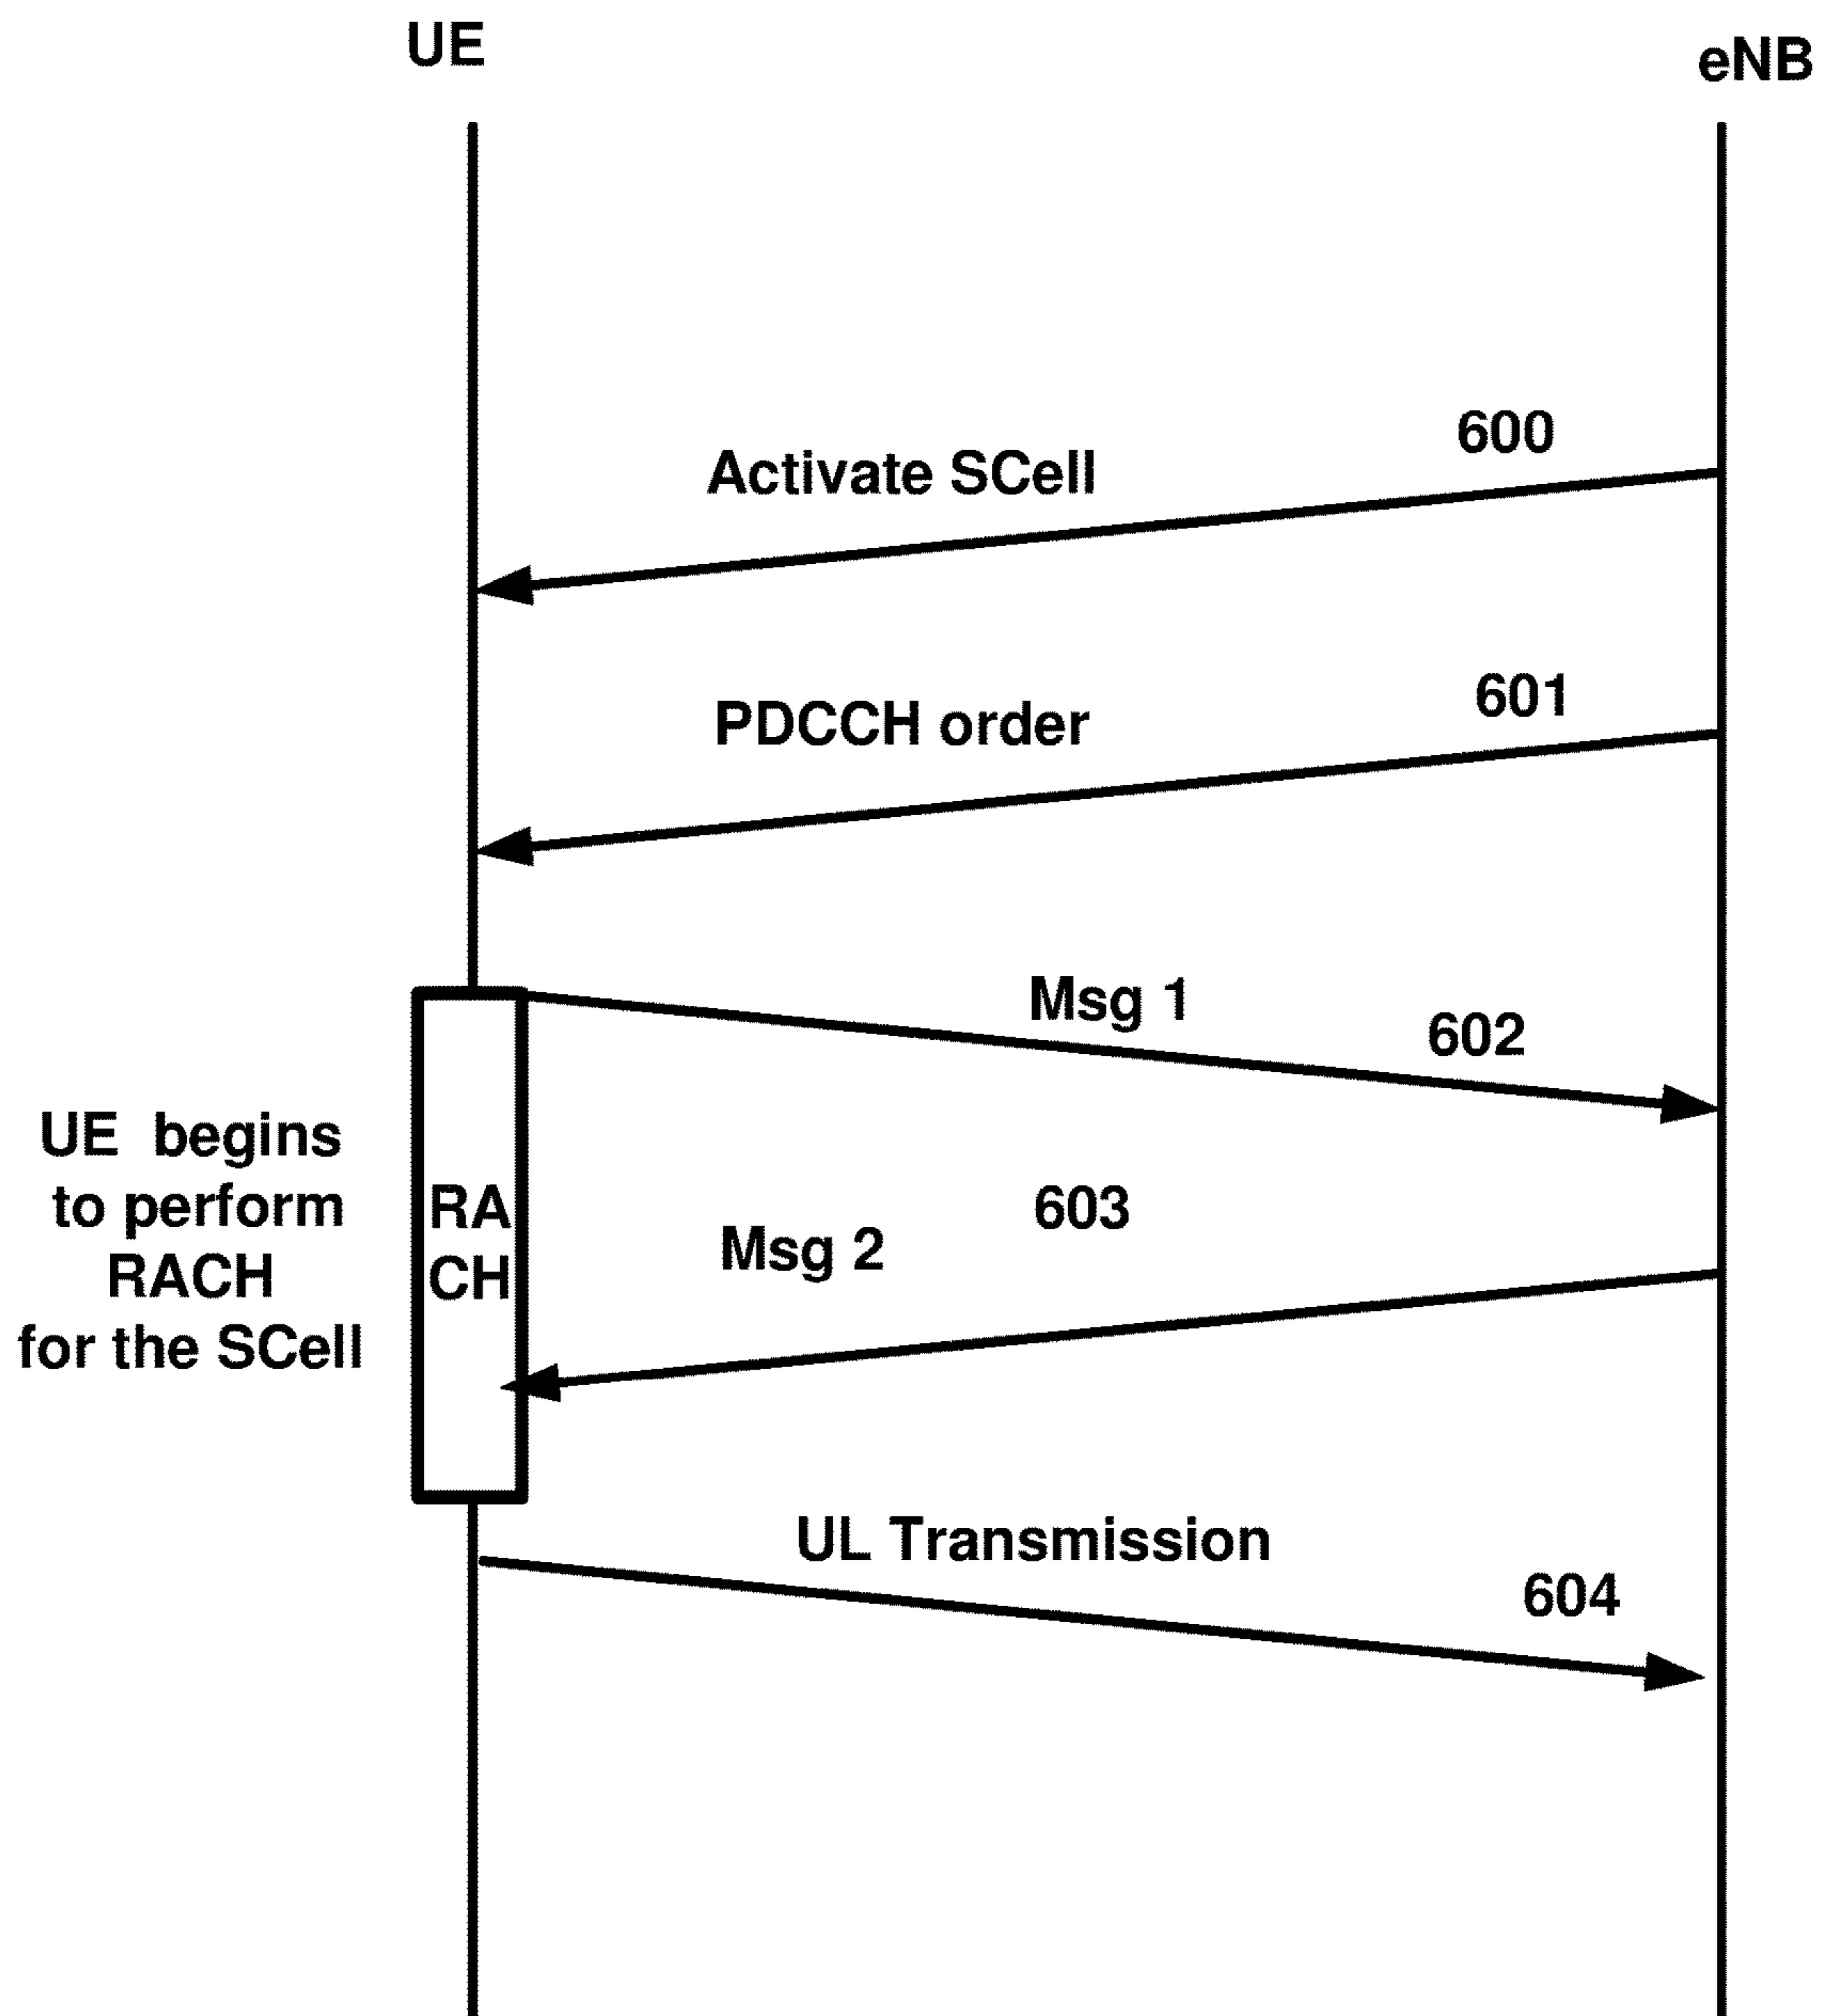 UE
eNB
600
Activate SCell
601
PDCCH order
Msg 1
602
UE begins
to perform
RACH
for the SCell
RA
CH
603
Msg 2
UL Transmission
604